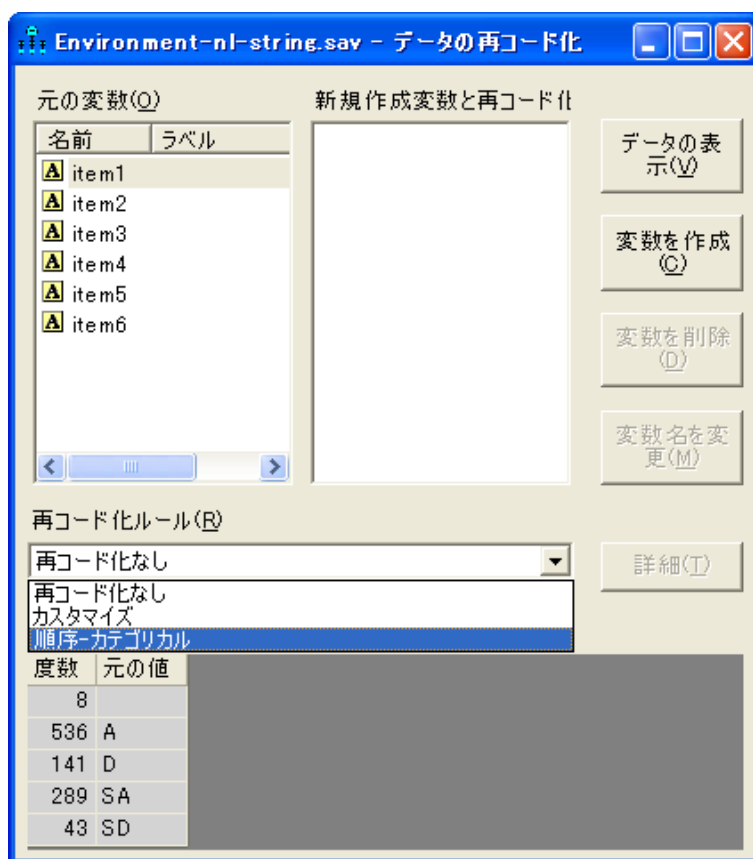 Environment-nl-string.sav - データの再コード化
元の変数(O)
新規作成変数と再コード化
名前 ラベル
item1
item2
item3
item4
item5
item6
データの表
示(V)
変数を作成
(C)
変数を削除
(D)
変数名を変
更(M)
再コード化ルール(R)
再コード化なし
詳細(T)
再コード化なし
カスタマイズ
順序-カテゴリカル
度数 元の値
8
536 A
141 D
289 SA
43 SD